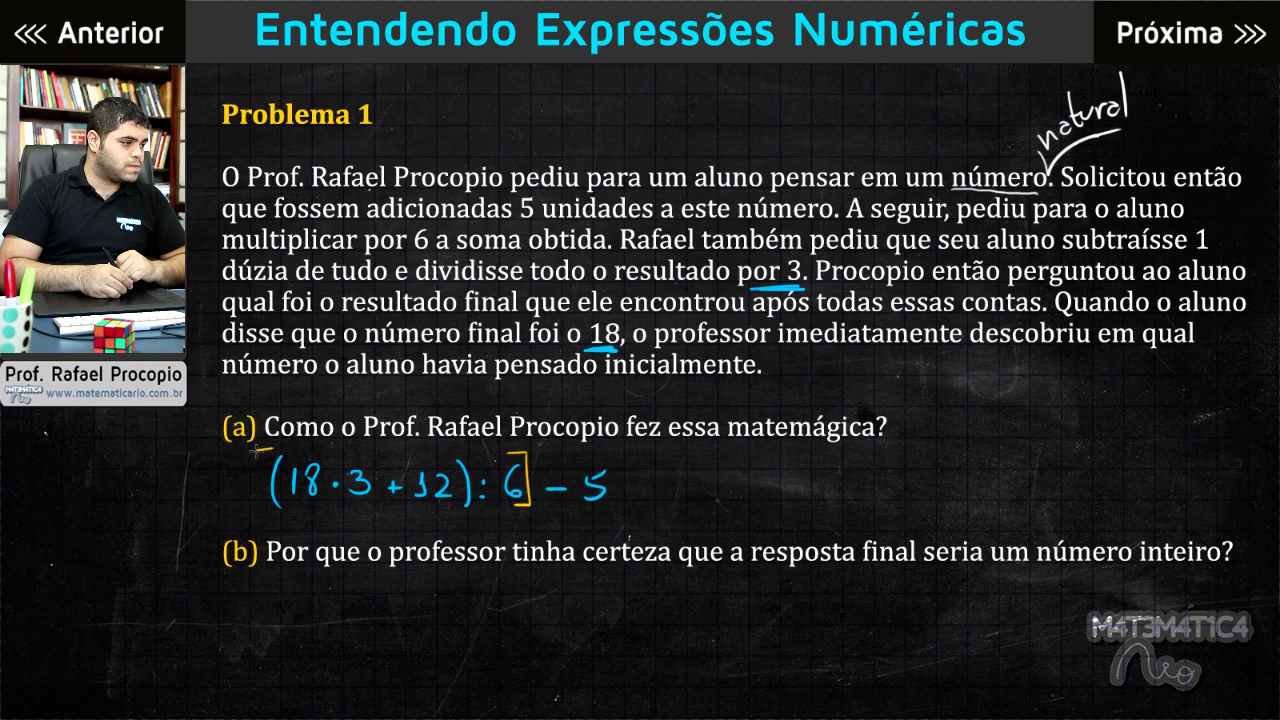 <<< Anterior
Entendendo Expressões Numéricas
Próxima >>>
natural
Problema 1
O Prof. Rafael Procopio pediu para um aluno pensar em um número. Solicitou então
que fossem adicionadas 5 unidades a este número. A seguir, pediu para o aluno
multiplicar por 6 a soma obtida. Rafael também pediu que seu aluno subtraísse 1
dúzia de tudo e dividisse todo o resultado por 3. Procopio então perguntou ao aluno
qual foi o resultado final que ele encontrou após todas essas contas. Quando o aluno
disse que o número final foi o 18, o professor imediatamente descobriu em qual
número o aluno havia pensado inicialmente.
Prof. Rafael Procopio
MATEMÁTICA Rio www.matematicario.com.br
(a) Como o Prof. Rafael Procopio fez essa matemágica?
(18 · 3 + 12) : 6] - 5
(b) Por que o professor tinha certeza que a resposta final seria um número inteiro?
M4T3M4T1C4
Rio